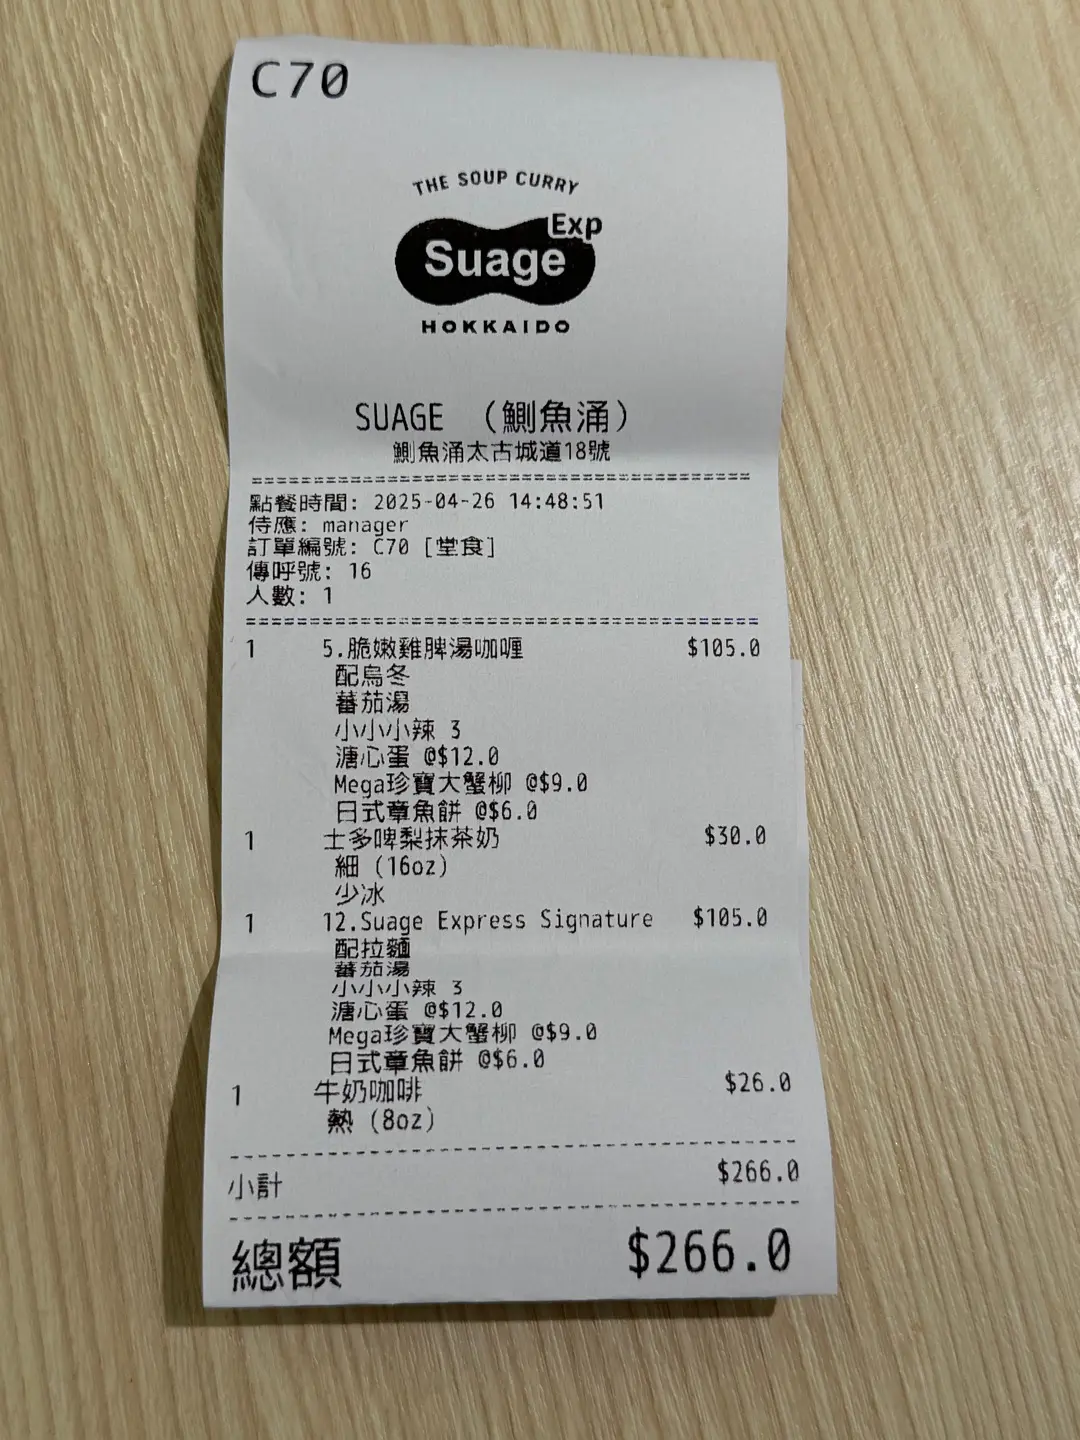 C70
THE SOUP CURRY
Exp
Suage
HOKKAIDO
SUAGE （鰂魚涌）
鰂魚涌太古城道18號
點餐時間: 2025-04-26 14:48:51
侍應: manager
訂單編號: C70 [堂食]
傳呼號: 16
人數: 1
1 5.脆嫩雞脾湯咖喱 $105.0
配烏冬
蕃茄湯
小小小辣 3
溏心蛋 @$12.0
Mega珍寶大蟹柳 @$9.0
日式章魚餅 @$6.0
1 士多啤梨抹茶奶 $30.0
細 (16oz)
少冰
1 12.Suage Express Signature $105.0
配拉麵
蕃茄湯
小小小辣 3
溏心蛋 @$12.0
Mega珍寶大蟹柳 @$9.0
日式章魚餅 @$6.0
1 牛奶咖啡 $26.0
熱 (8oz)
小計 $266.0
總額 $266.0